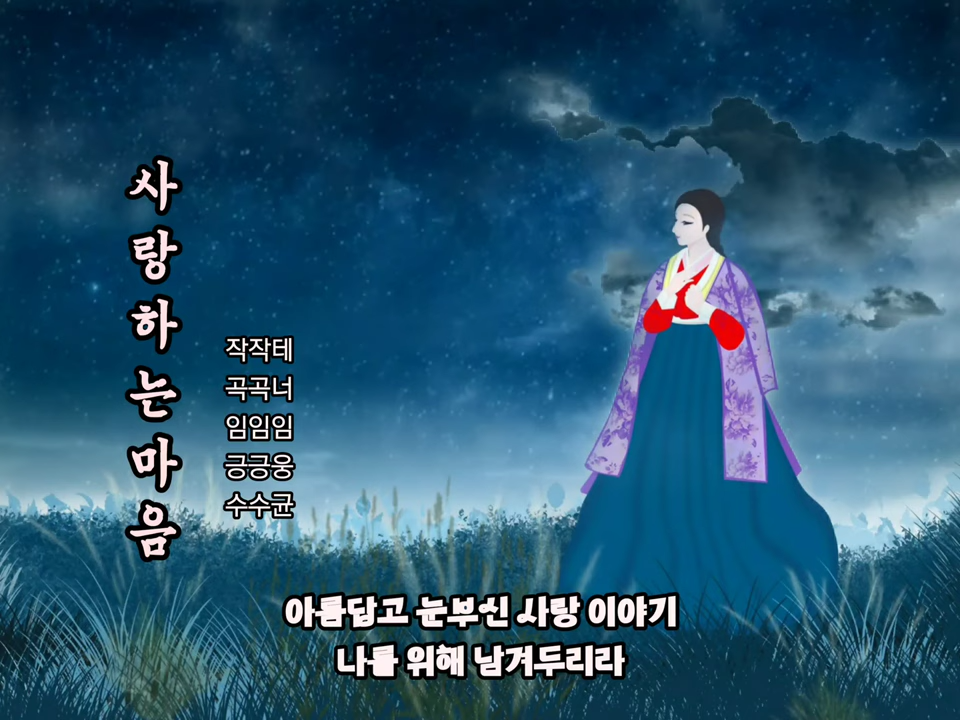 사랑하는마음
작작테
곡곡너
임임임
긍긍웅
수수균
아름답고 눈부신 사랑 이야기
나를 위해 남겨두리라